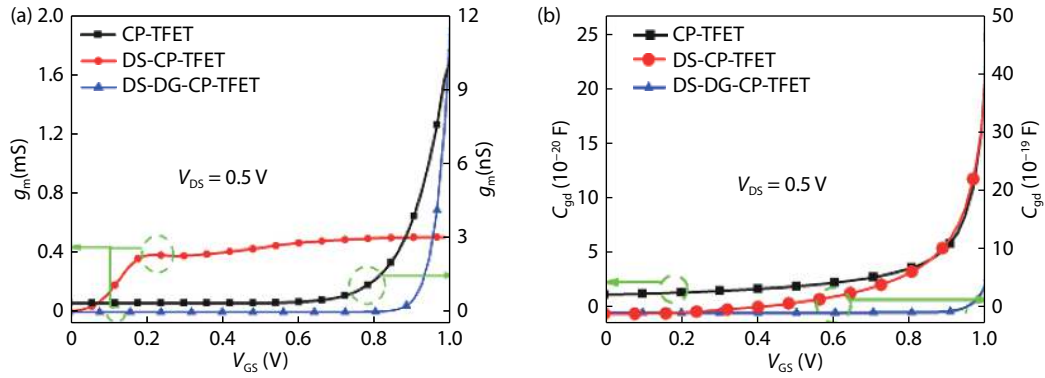 (a)
2.0
1.6
1.2
0.8
0.4
0
g_m(mS)
CP-TFET
DS-CP-TFET
DS-DG-CP-TFET
V_DS = 0.5 V
12
9
6
3
0
g_m(nS)
0 0.2 0.4 0.6 0.8 1.0
V_GS (V)
(b)
25
20
15
10
5
0
C_gd (10⁻²⁰ F)
CP-TFET
DS-CP-TFET
DS-DG-CP-TFET
V_DS = 0.5 V
50
40
30
20
10
0
C_gd (10⁻¹⁹ F)
0 0.2 0.4 0.6 0.8 1.0
V_GS (V)